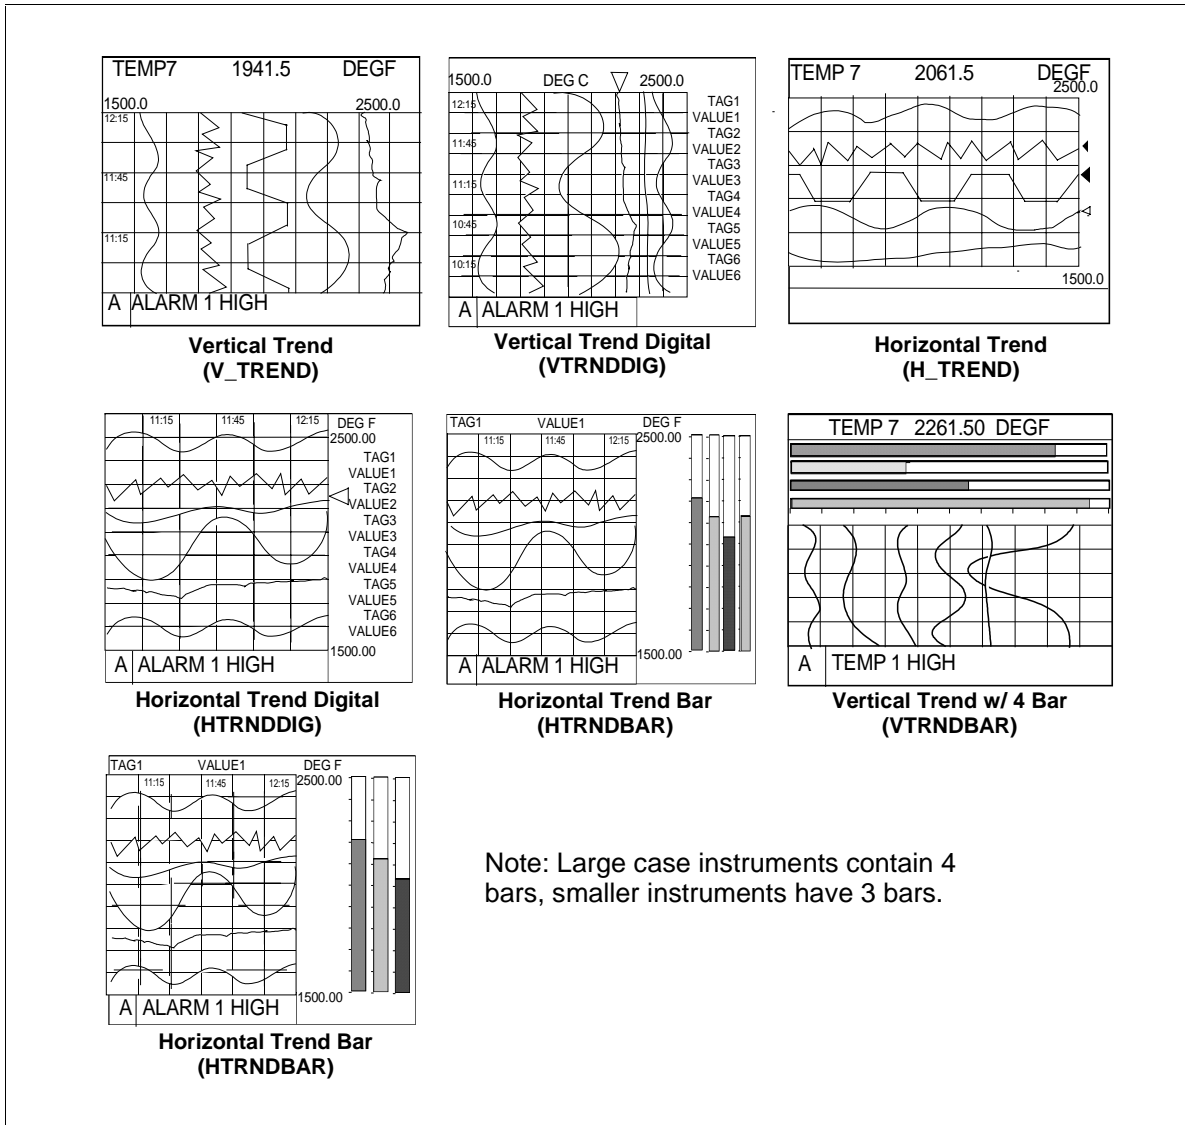 TEMP7 1941.5 DEGF
1500.0 2500.0
12:15
11:45
11:15
A ALARM 1 HIGH
Vertical Trend
(V_TREND)
1500.0 DEG C 2500.0
12:15
11:45
11:15
10:45
10:15
TAG1
VALUE1
TAG2
VALUE2
TAG3
VALUE3
TAG4
VALUE4
TAG5
VALUE5
TAG6
VALUE6
A ALARM 1 HIGH
Vertical Trend Digital
(VTRNDDIG)
TEMP 7 2061.5 DEGF
2500.0
1500.0
Horizontal Trend
(H_TREND)
11:15 11:45 12:15 DEG F
2500.00
TAG1
VALUE1
TAG2
VALUE2
TAG3
VALUE3
TAG4
VALUE4
TAG5
VALUE5
TAG6
VALUE6
1500.00
A ALARM 1 HIGH
Horizontal Trend Digital
(HTRNDDIG)
TAG1 VALUE1 DEG F
11:15 11:45 12:15 2500.00
1500.00
A ALARM 1 HIGH
Horizontal Trend Bar
(HTRNDBAR)
TEMP 7 2261.50 DEGF
A TEMP 1 HIGH
Vertical Trend w/ 4 Bar
(VTRNDBAR)
TAG1 VALUE1 DEG F
11:15 11:45 12:15 2500.00
1500.00
A ALARM 1 HIGH
Horizontal Trend Bar
(HTRNDBAR)
Note: Large case instruments contain 4
bars, smaller instruments have 3 bars.